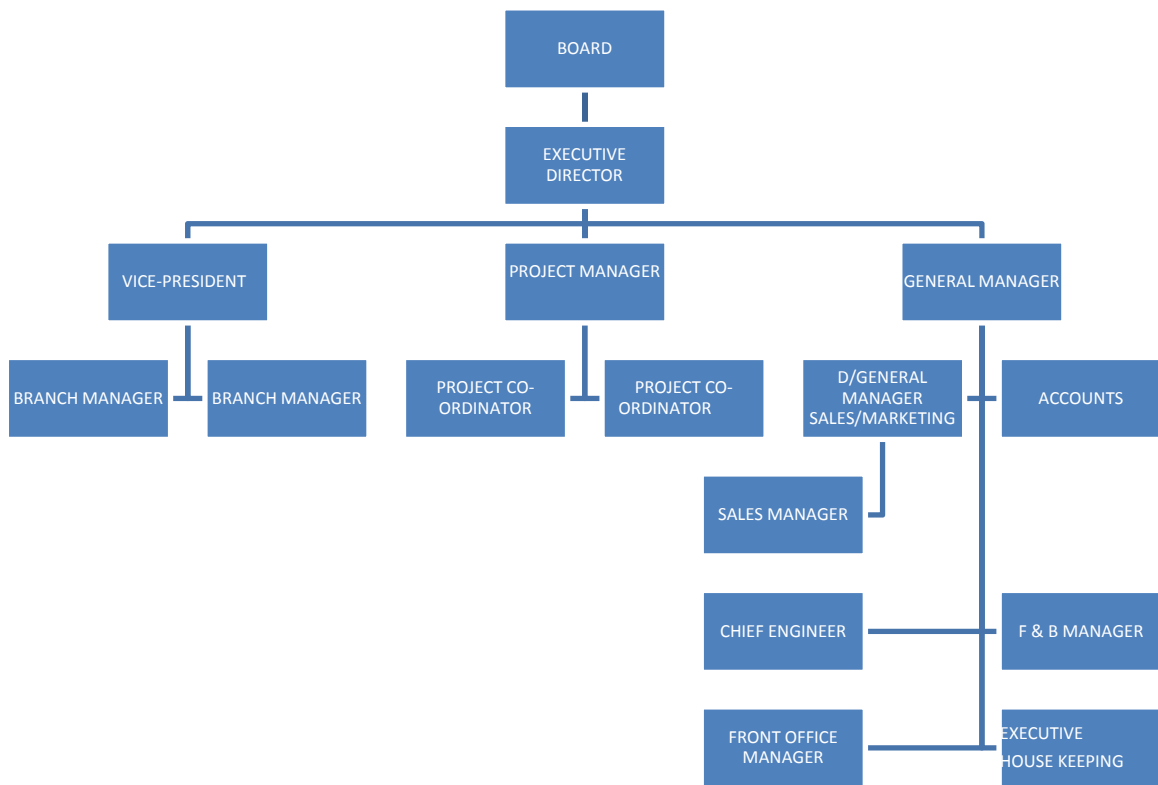 BOARD
EXECUTIVE
DIRECTOR
VICE-PRESIDENT
PROJECT MANAGER
GENERAL MANAGER
BRANCH MANAGER
BRANCH MANAGER
PROJECT CO-
ORDINATOR
PROJECT CO-
ORDINATOR
D/GENERAL
MANAGER
SALES/MARKETING
ACCOUNTS
SALES MANAGER
CHIEF ENGINEER
F & B MANAGER
FRONT OFFICE
MANAGER
EXECUTIVE
HOUSE KEEPING